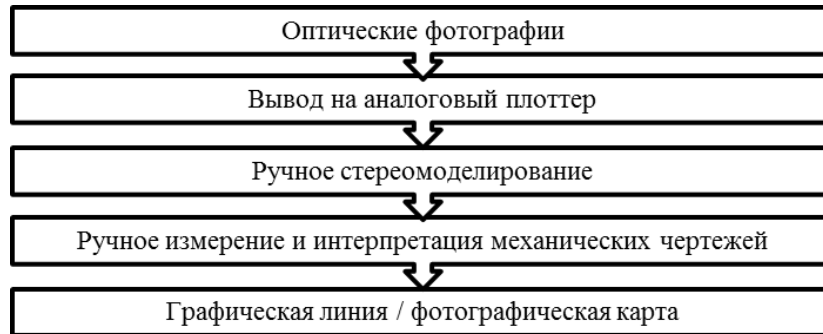 Оптические фотографии
Вывод на аналоговый плоттер
Ручное стереомоделирование
Ручное измерение и интерпретация механических чертежей
Графическая линия / фотографическая карта